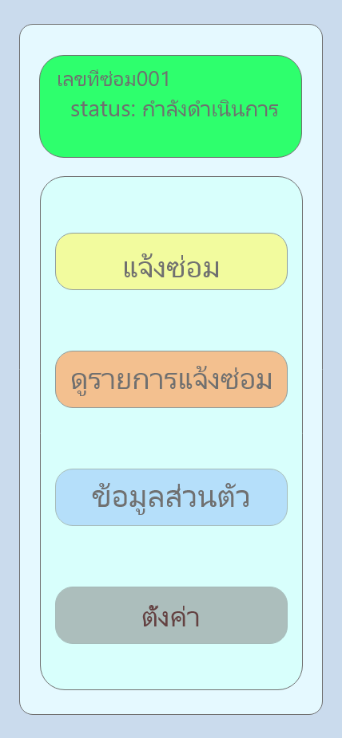 เลขที่ซ่อม001
status: กำลังดำเนินการ
แจ้งซ่อม
ดูรายการแจ้งซ่อม
ข้อมูลส่วนตัว
ตั้งค่า